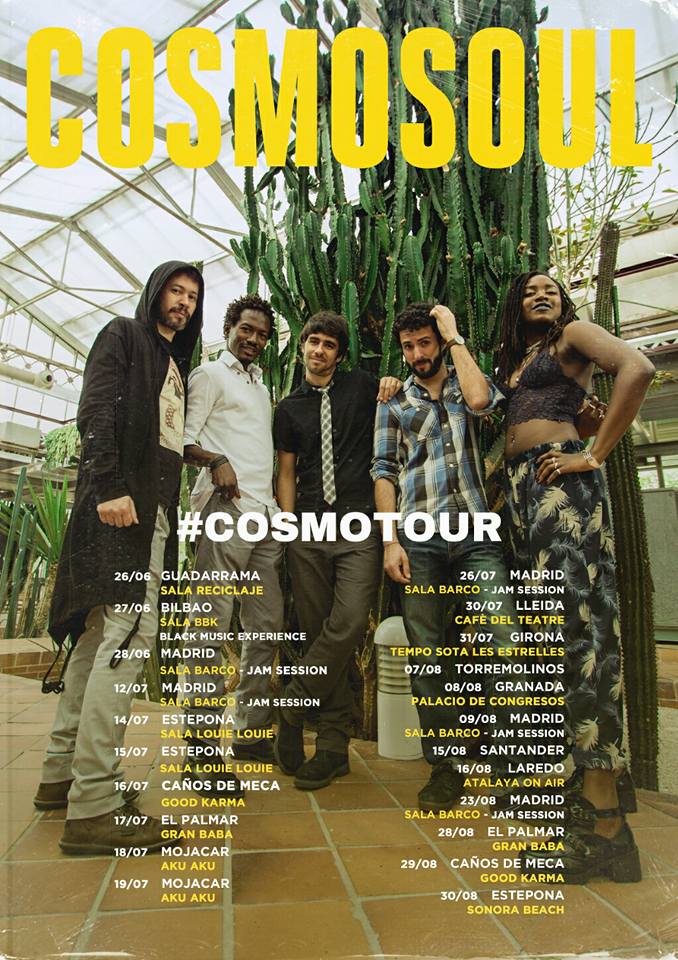 COSMOSOUL
#COSMOTOUR
26/06 GUADARRAMA
SALA RECICLAJE
27/06 BILBAO
SALA BBK
BLACK MUSIC EXPERIENCE
28/06 MADRID
SALA BARCO - JAM SESSION
12/07 MADRID
SALA BARCO - JAM SESSION
14/07 ESTEPONA
SALA LOUIE LOUIE
15/07 ESTEPONA
SALA LOUIE LOUIE
16/07 CAÑOS DE MECA
GOOD KARMA
17/07 EL PALMAR
GRAN BABA
18/07 MOJACAR
AKU AKU
19/07 MOJACAR
AKU AKU
26/07 MADRID
SALA BARCO - JAM SESSION
30/07 LLEIDA
CAFÈ DEL TEATRE
31/07 GIRONA
TEMPO SOTA LES ESTRELLES
07/08 TORREMOLINOS
08/08 GRANADA
PALACIO DE CONGRESOS
09/08 MADRID
SALA BARCO - JAM SESSION
15/08 SANTANDER
16/08 LAREDO
ATALAYA ON AIR
23/08 MADRID
SALA BARCO - JAM SESSION
28/08 EL PALMAR
GRAN BABA
29/08 CAÑOS DE MECA
GOOD KARMA
30/08 ESTEPONA
SONORA BEACH